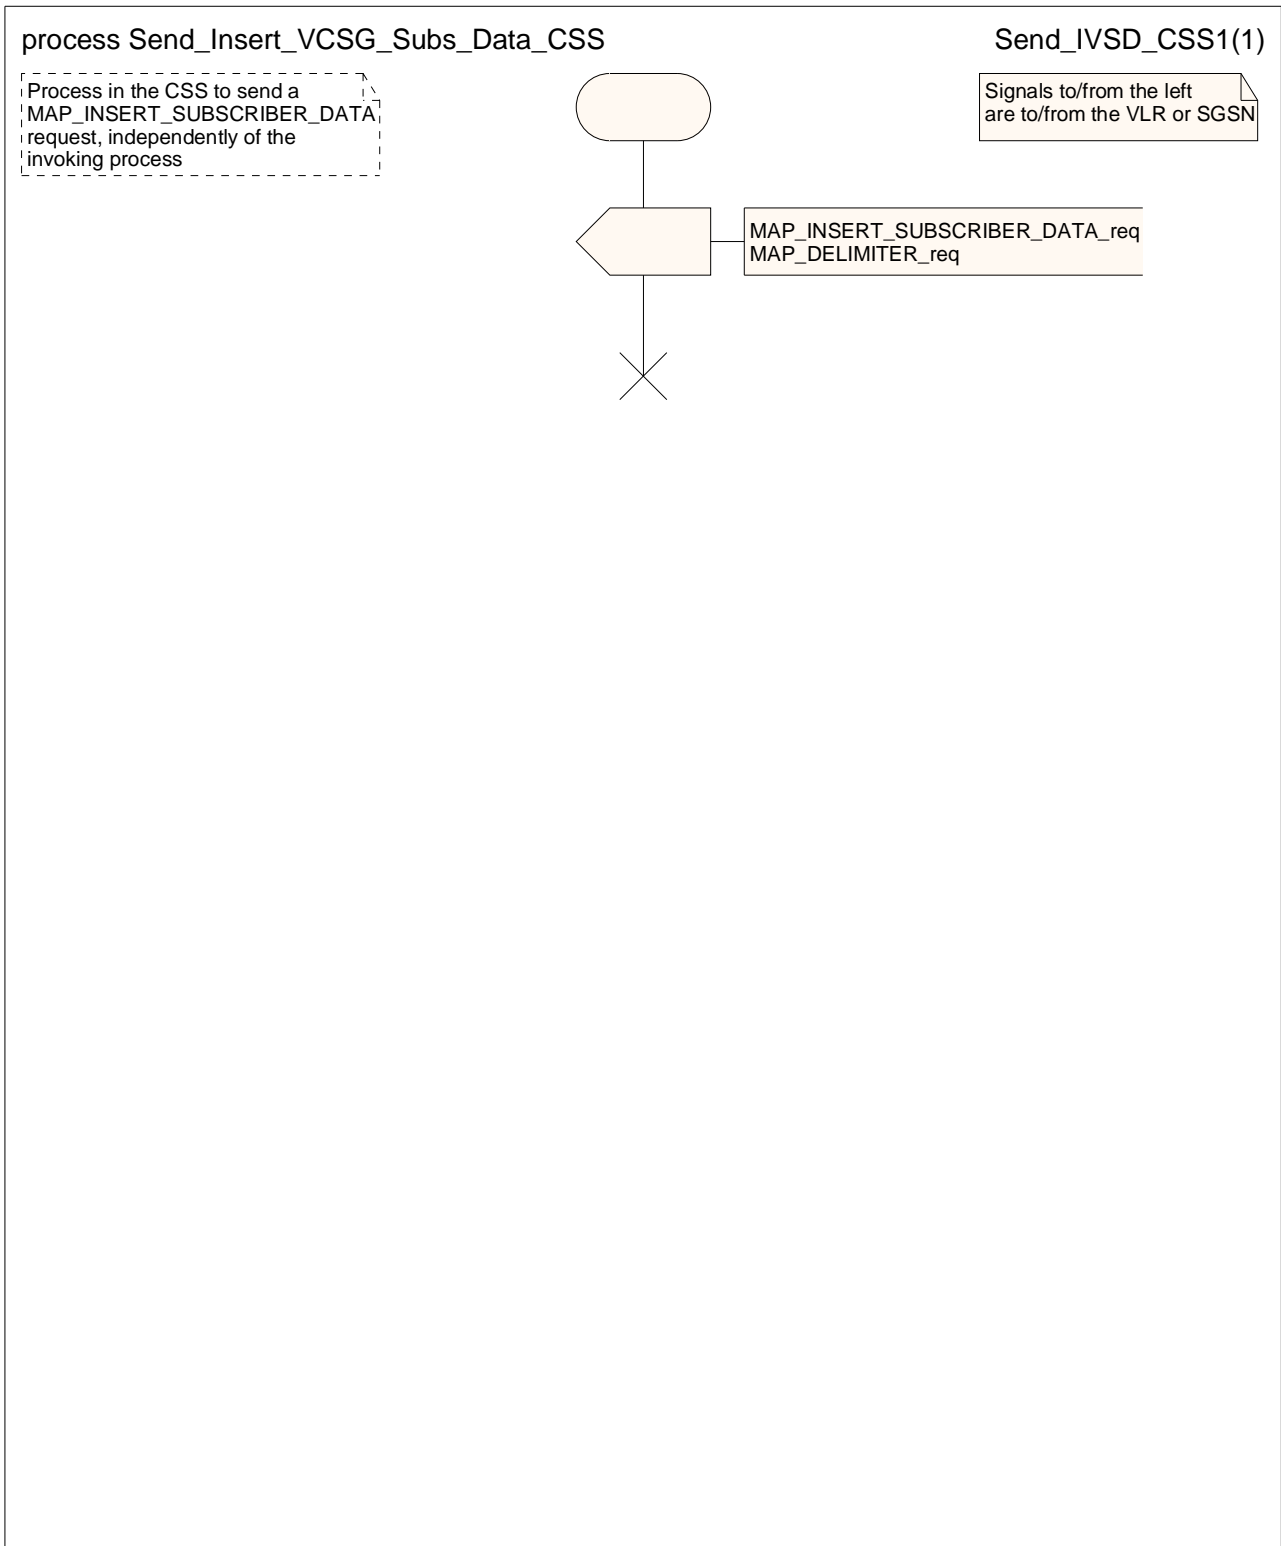 process Send_Insert_VCSG_Subs_Data_CSS
Send_IVSD_CSS1(1)
Process in the CSS to send a
MAP_INSERT_SUBSCRIBER_DATA
request, independently of the
invoking process
Signals to/from the left
are to/from the VLR or SGSN
MAP_INSERT_SUBSCRIBER_DATA_req
MAP_DELIMITER_req